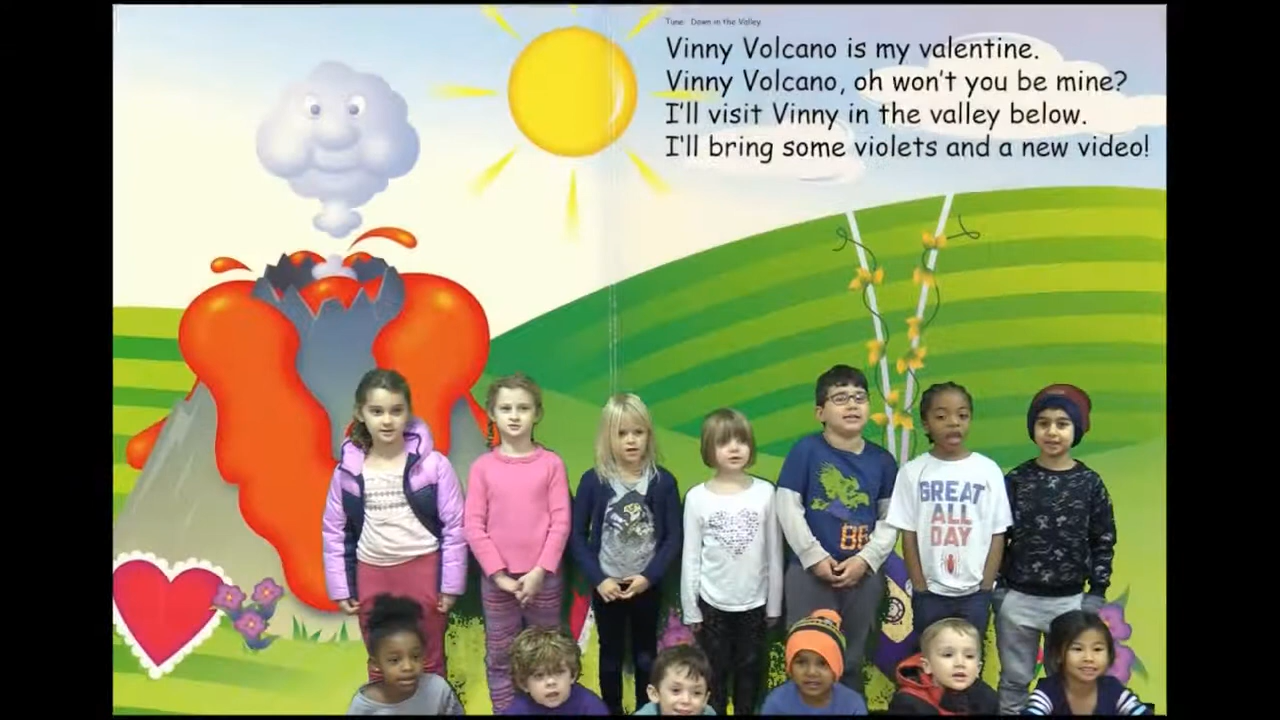 Tune: Down in the Valley
Vinny Volcano is my valentine.
Vinny Volcano, oh won't you be mine?
I'll visit Vinny in the valley below.
I'll bring some violets and a new video!
GREAT
ALL
DAY
86